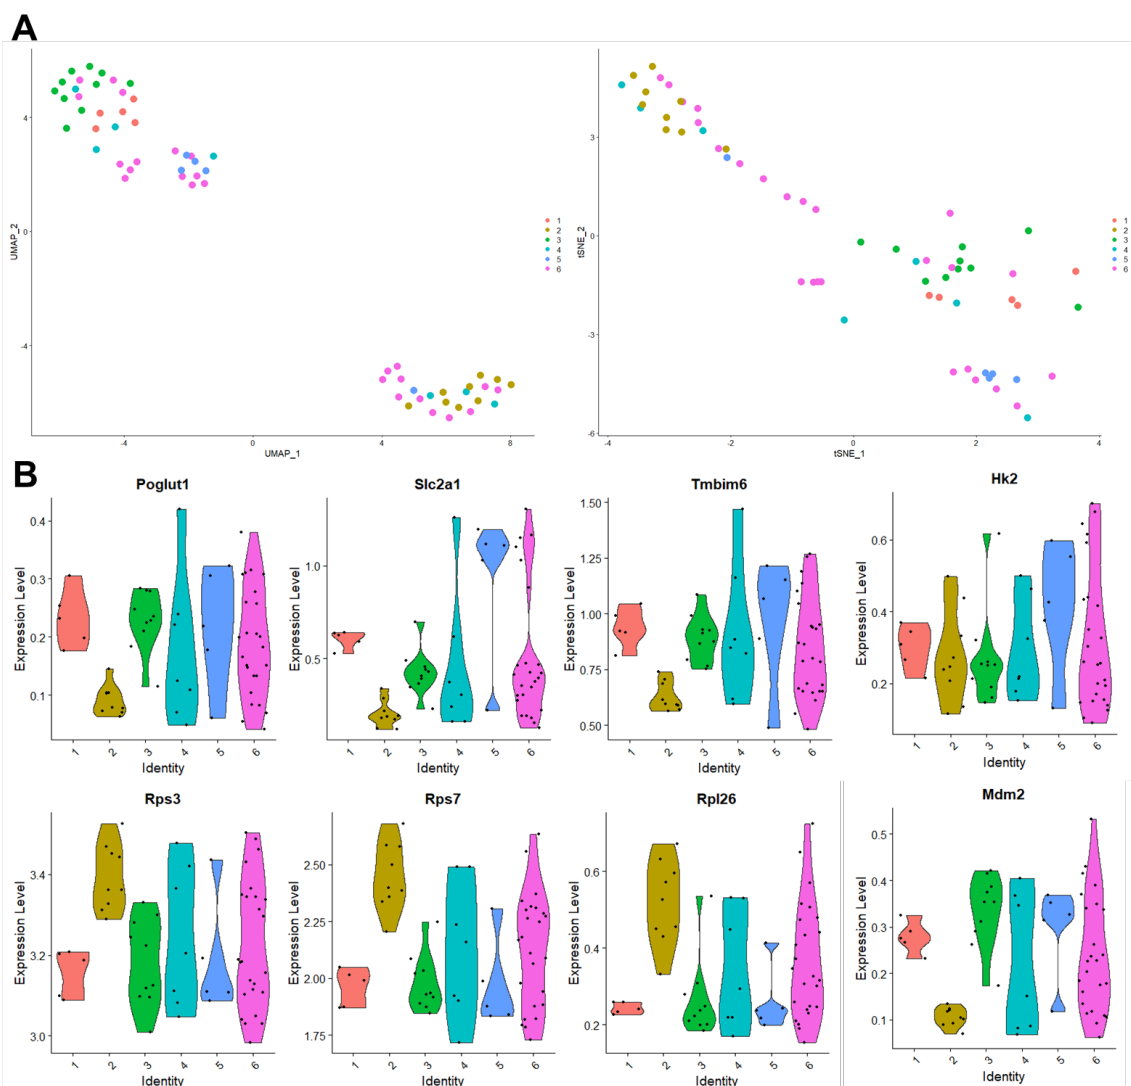 A
4
0
-4
UMAP_2
-4
0
4
8
UMAP_1
1
2
3
4
5
6
3
0
-3
-6
tSNE_2
-4
-2
0
2
4
tSNE_1
1
2
3
4
5
6
B
Poglut1
Expression Level
0.4
0.3
0.2
0.1
1 2 3 4 5 6
Identity
Slc2a1
Expression Level
1.0
0.5
1 2 3 4 5 6
Identity
Tmbim6
Expression Level
1.50
1.25
1.00
0.75
0.50
1 2 3 4 5 6
Identity
Hk2
Expression Level
0.6
0.4
0.2
1 2 3 4 5 6
Identity
Rps3
Expression Level
3.4
3.2
3.0
1 2 3 4 5 6
Identity
Rps7
Expression Level
2.50
2.25
2.00
1.75
1 2 3 4 5 6
Identity
Rpl26
Expression Level
0.8
0.6
0.4
0.2
1 2 3 4 5 6
Identity
Mdm2
Expression Level
0.5
0.4
0.3
0.2
0.1
1 2 3 4 5 6
Identity